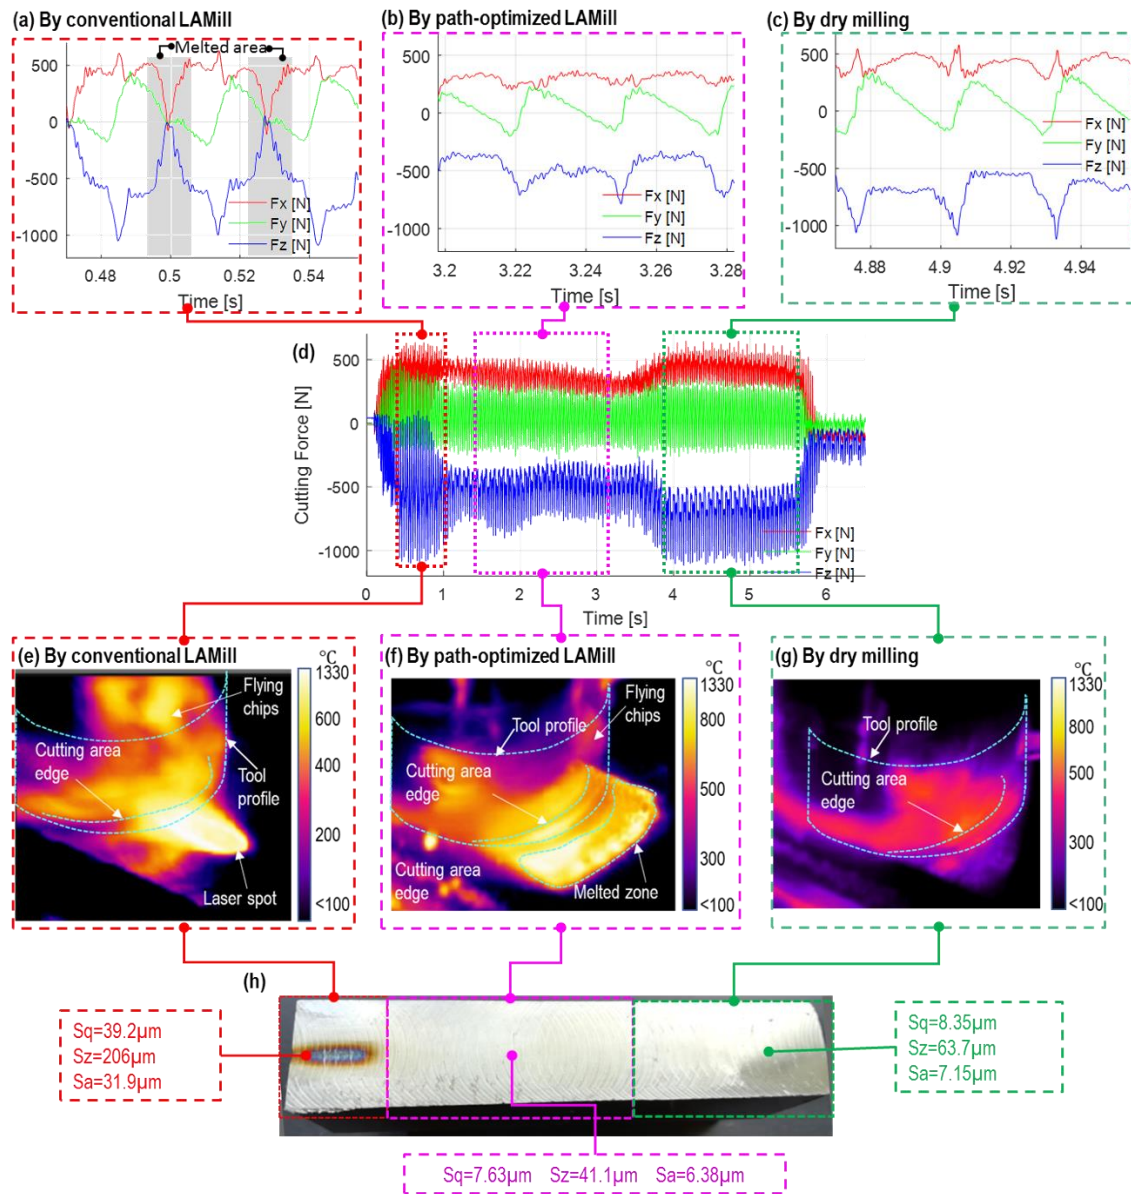 (a) By conventional LAMill
(b) By path-optimized LAMill
(c) By dry milling
Melted area
500
0
-500
-1000
Fx [N]
Fy [N]
Fz [N]
0.48
0.5
0.52
0.54
Time [s]
500
0
-500
-1000
Fx [N]
Fy [N]
Fz [N]
3.2
3.22
3.24
3.26
3.28
Time [s]
500
0
-500
-1000
Fx [N]
Fy [N]
Fz [N]
4.88
4.9
4.92
4.94
Time [s]
(d)
Cutting Force [N]
500
0
-500
-1000
Fx [N]
Fy [N]
Fz [N]
0
1
2
3
4
5
6
Time [s]
(e) By conventional LAMill
°C
1330
600
400
200
<100
Flying
chips
Cutting area
edge
Tool
profile
Laser spot
(f) By path-optimized LAMill
°C
1330
800
500
300
<100
Tool profile
Flying
chips
Cutting area
edge
Cutting area
edge
Melted zone
(g) By dry milling
°C
1330
800
500
300
<100
Tool profile
Cutting area
edge
(h)
Sq=39.2μm
Sz=206μm
Sa=31.9μm
Sq=8.35μm
Sz=63.7μm
Sa=7.15μm
Sq=7.63μm Sz=41.1μm Sa=6.38μm